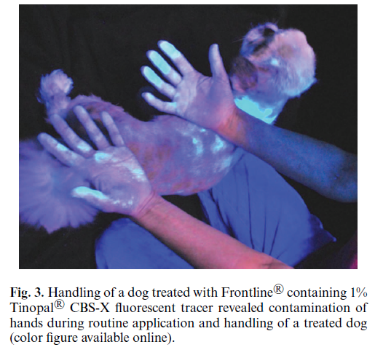 Fig. 3. Handling of a dog treated with Frontline® containing 1%
Tinopal® CBS-X fluorescent tracer revealed contamination of
hands during routine application and handling of a treated dog
(color figure available online).